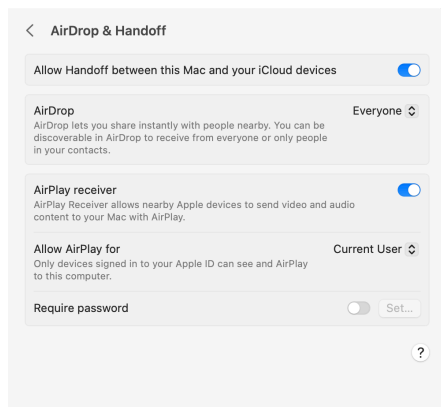 AirDrop & Handoff
Allow Handoff between this Mac and your iCloud devices
AirDrop
Everyone
AirDrop lets you share instantly with people nearby. You can be
discoverable in AirDrop to receive from everyone or only people
in your contacts.
AirPlay receiver
AirPlay Receiver allows nearby Apple devices to send video and audio
content to your Mac with AirPlay.
Allow AirPlay for
Current User
Only devices signed in to your Apple ID can see and AirPlay
to this computer.
Require password
Set...
?